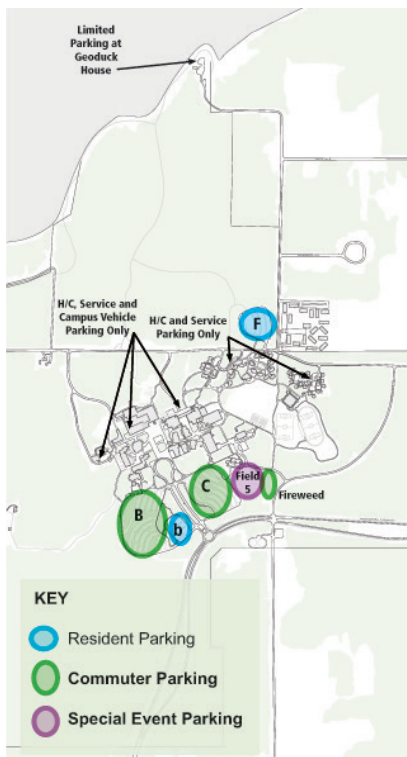 Limited
Parking at
Geoduck
House
H/C, Service and
Campus Vehicle
Parking Only
H/C and Service
Parking Only
F
Field
5
C
Fireweed
B
b
KEY
Resident Parking
Commuter Parking
Special Event Parking